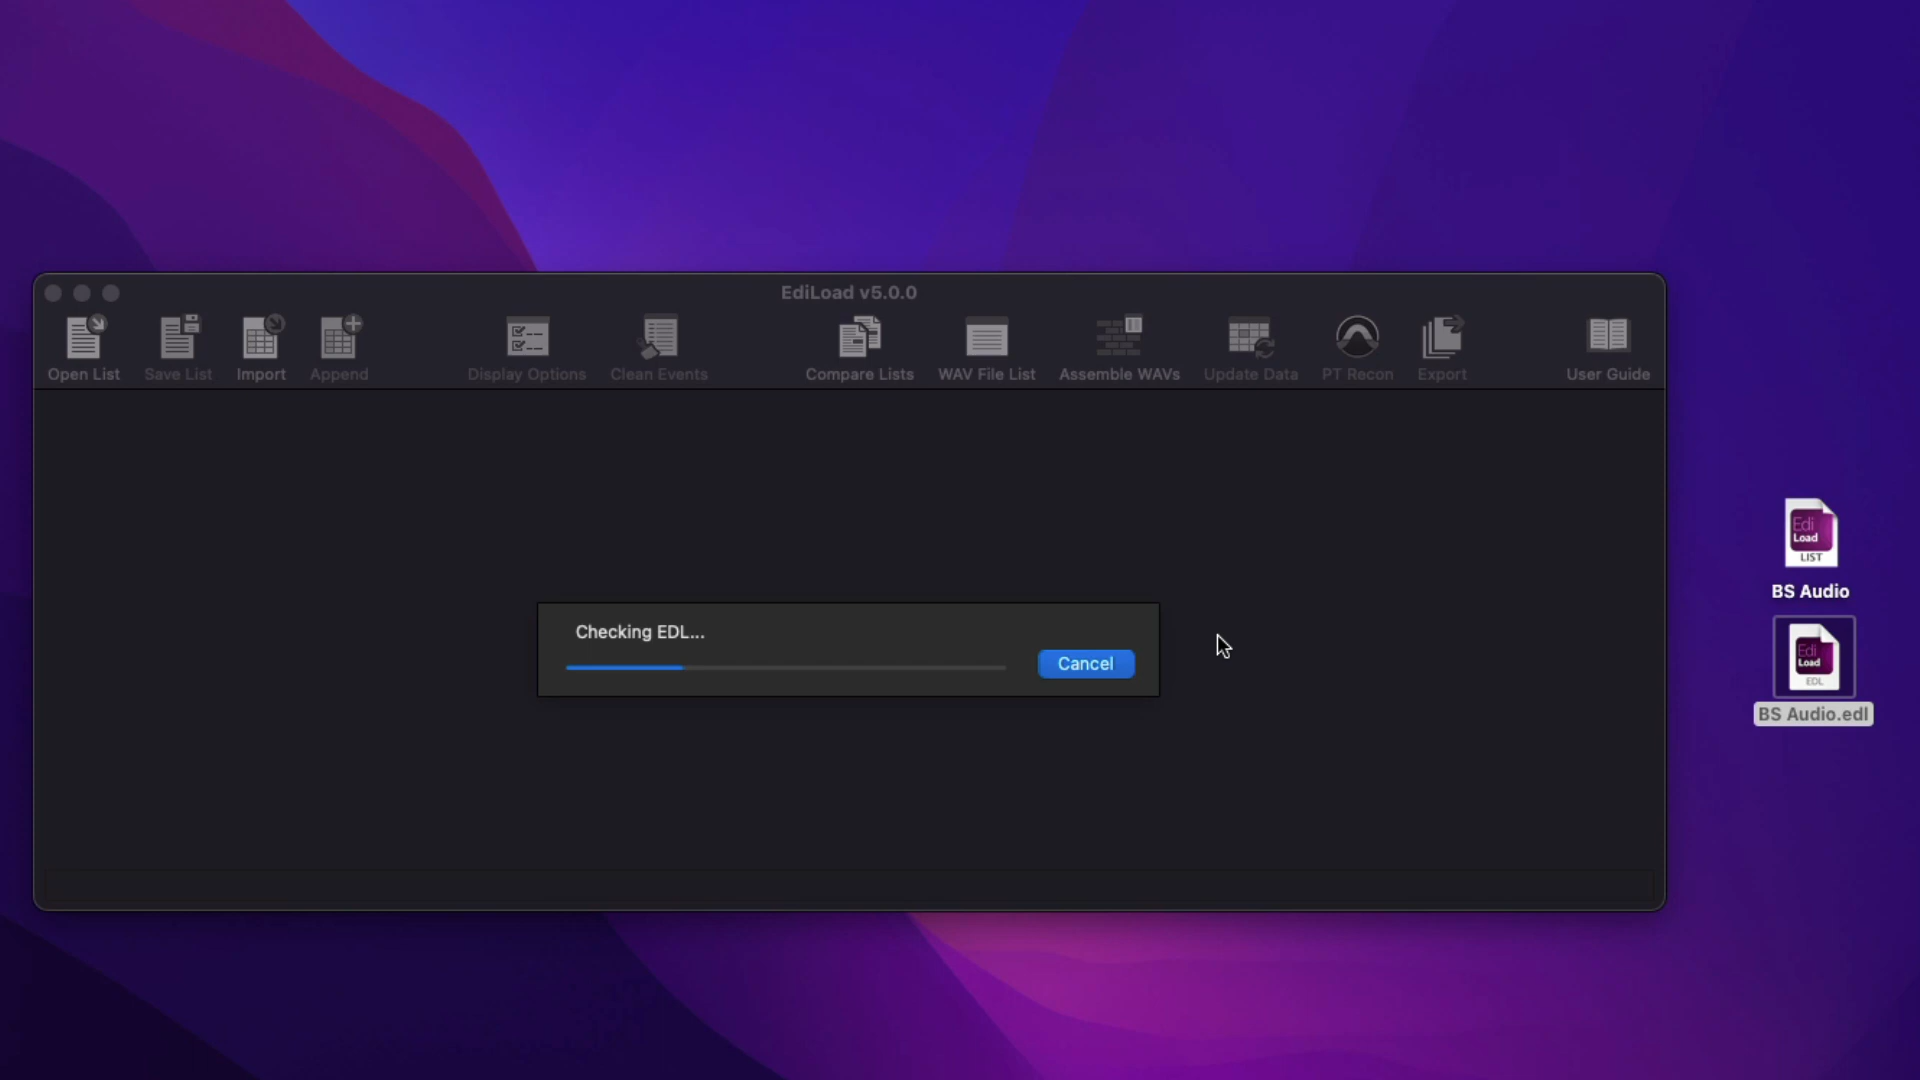 EdiLoad v5.0.0
Open List
Save List
Import
Append
Display Options
Clean Events
Compare Lists
WAV File List
Assemble WAVs
Update Data
PT Recon
Export
User Guide
Checking EDL...
Cancel
Edi
Load
LIST
BS Audio
Edi
Load
EDL
BS Audio.edl